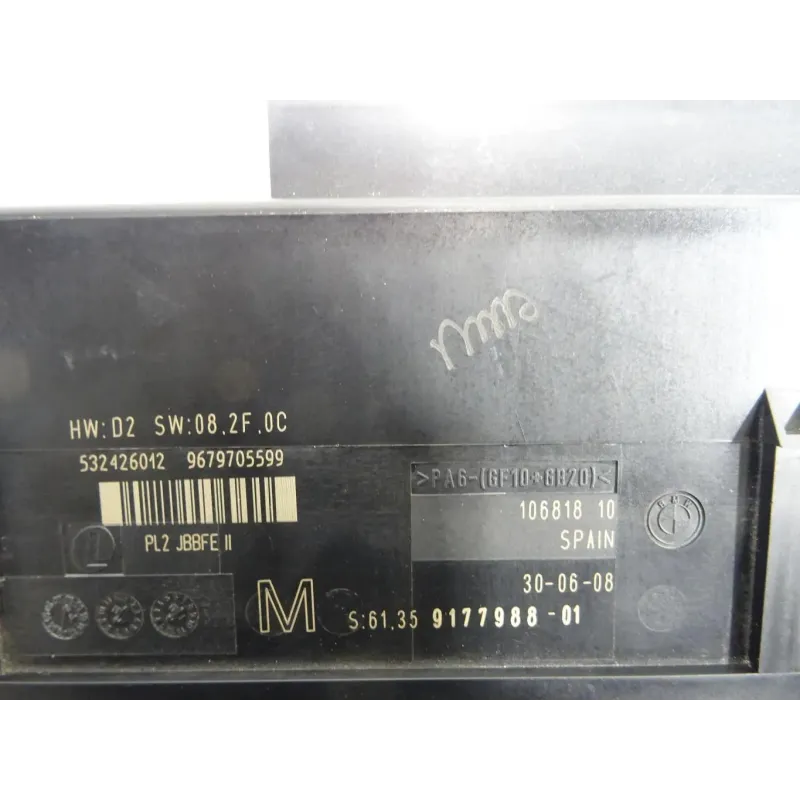 HW:D2 SW:08.2F.0C
532426012 9679705599
PL2 JBBFE II
>PA6-(GF10+GB20)<
106818 10
SPAIN
30-06-08
M S:61.35 9177988-01